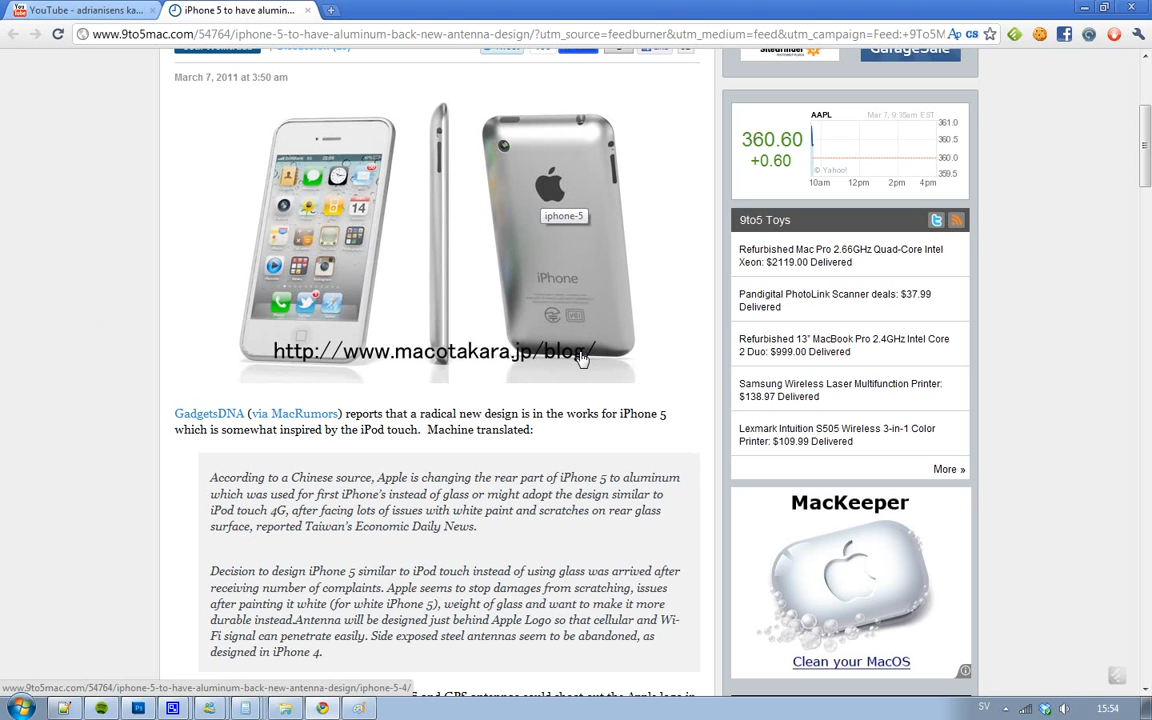 YouTube - adrianisens ka...
iPhone 5 to have alumin...
www.9to5mac.com/54764/iphone-5-to-have-aluminum-back-new-antenna-design/?utm_source=feedburner&utm_medium=feed&utm_campaign=Feed:+9To5M
March 7, 2011 at 3:50 am
iphone-5
iPhone
14
http://www.macotakara.jp/blog/
GadgetsDNA (via MacRumors) reports that a radical new design is in the works for iPhone 5
which is somewhat inspired by the iPod touch.  Machine translated:
According to a Chinese source, Apple is changing the rear part of iPhone 5 to aluminum
which was used for first iPhone's instead of glass or might adopt the design similar to
iPod touch 4G, after facing lots of issues with white paint and scratches on rear glass
surface, reported Taiwan's Economic Daily News.
Decision to design iPhone 5 similar to iPod touch instead of using glass was arrived after
receiving number of complaints. Apple seems to stop damages from scratching, issues
after painting it white (for white iPhone 5), weight of glass and want to make it more
durable instead.Antenna will be designed just behind Apple Logo so that cellular and Wi-
Fi signal can penetrate easily. Side exposed steel antennas seem to be abandoned, as
designed in iPhone 4.
GarageSale
AAPL
Mar 7, 9:35am EST
360.60
+0.60
361.0
360.5
360.0
359.5
© Yahoo!
10am 12pm 2pm 4pm
9to5 Toys
Refurbished Mac Pro 2.66GHz Quad-Core Intel
Xeon: $2119.00 Delivered
Pandigital PhotoLink Scanner deals: $37.99
Delivered
Refurbished 13" MacBook Pro 2.4GHz Intel Core
2 Duo: $999.00 Delivered
Samsung Wireless Laser Multifunction Printer:
$138.97 Delivered
Lexmark Intuition S505 Wireless 3-in-1 Color
Printer: $109.99 Delivered
More »
MacKeeper
Clean your MacOS
www.9to5mac.com/54764/iphone-5-to-have-aluminum-back-new-antenna-design/iphone-5-4/
SV
15:54